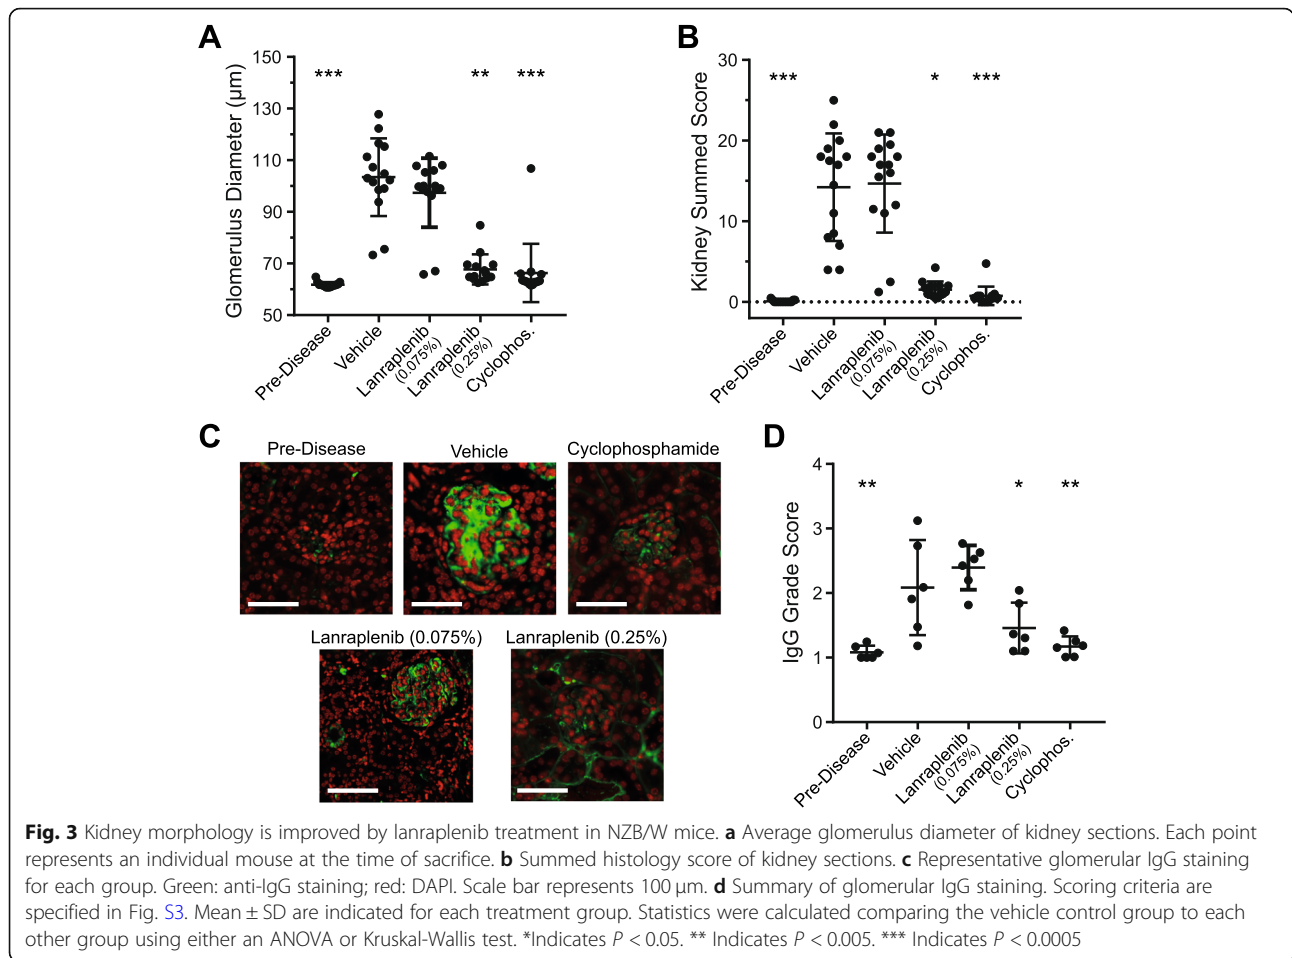 A
150
130
110
90
70
50
Glomerulus Diameter (µm)
*** ** ***
Pre-Disease
Vehicle
Lanraplenib
(0.075%)
Lanraplenib
(0.25%)
Cyclophos.
B
30
20
10
0
Kidney Summed Score
*** * ***
Pre-Disease
Vehicle
Lanraplenib
(0.075%)
Lanraplenib
(0.25%)
Cyclophos.
C
Pre-Disease
Vehicle
Cyclophosphamide
Lanraplenib (0.075%)
Lanraplenib (0.25%)
D
4
3
2
1
0
IgG Grade Score
** * **
Pre-Disease
Vehicle
Lanraplenib
(0.075%)
Lanraplenib
(0.25%)
Cyclophos.
Fig. 3 Kidney morphology is improved by lanraplenib treatment in NZB/W mice. a Average glomerulus diameter of kidney sections. Each point
represents an individual mouse at the time of sacrifice. b Summed histology score of kidney sections. c Representative glomerular IgG staining
for each group. Green: anti-IgG staining; red: DAPI. Scale bar represents 100 µm. d Summary of glomerular IgG staining. Scoring criteria are
specified in Fig. S3. Mean ± SD are indicated for each treatment group. Statistics were calculated comparing the vehicle control group to each
other group using either an ANOVA or Kruskal-Wallis test. *Indicates P < 0.05. ** Indicates P < 0.005. *** Indicates P < 0.0005